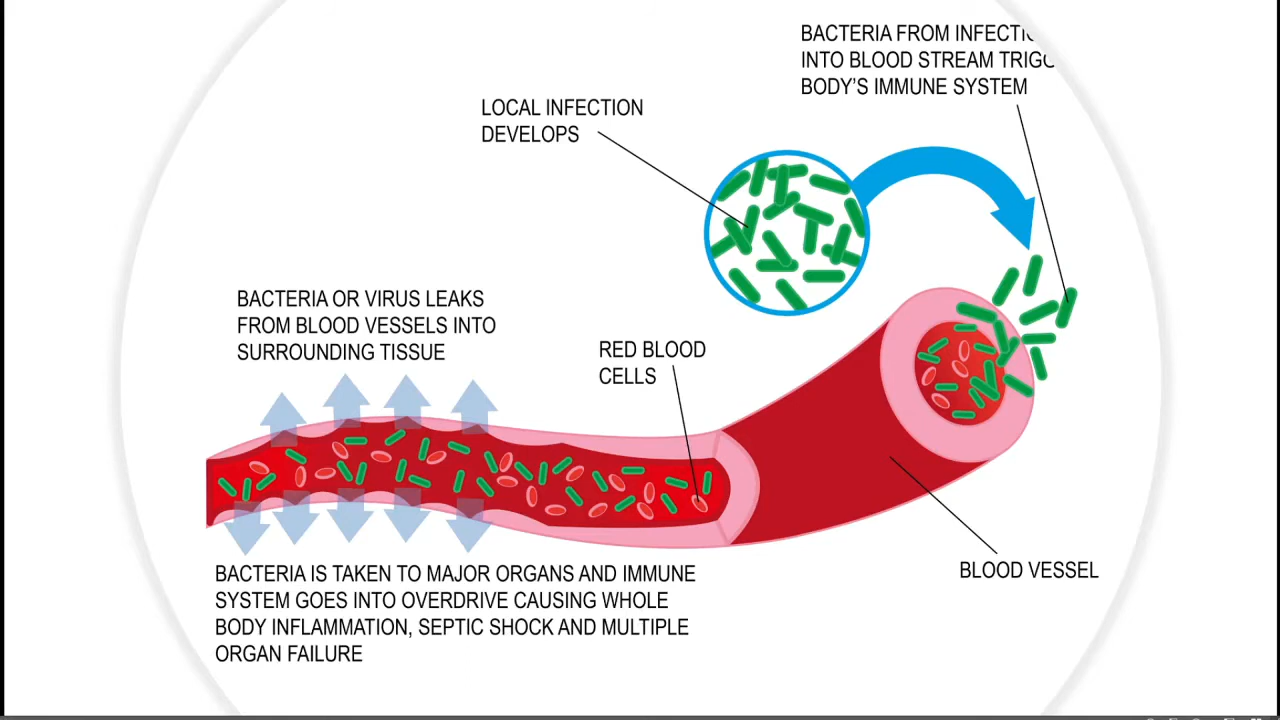 BACTERIA FROM
INTO BLOOD STREAM
BODY'S IMMUNE SYSTEM
LOCAL INFECTION
DEVELOPS
BACTERIA OR VIRUS LEAKS
FROM BLOOD VESSELS INTO
SURROUNDING TISSUE
RED BLOOD
CELLS
BLOOD VESSEL
BACTERIA IS TAKEN TO MAJOR ORGANS AND IMMUNE
SYSTEM GOES INTO OVERDRIVE CAUSING WHOLE
BODY INFLAMMATION, SEPTIC SHOCK AND MULTIPLE
ORGAN FAILURE